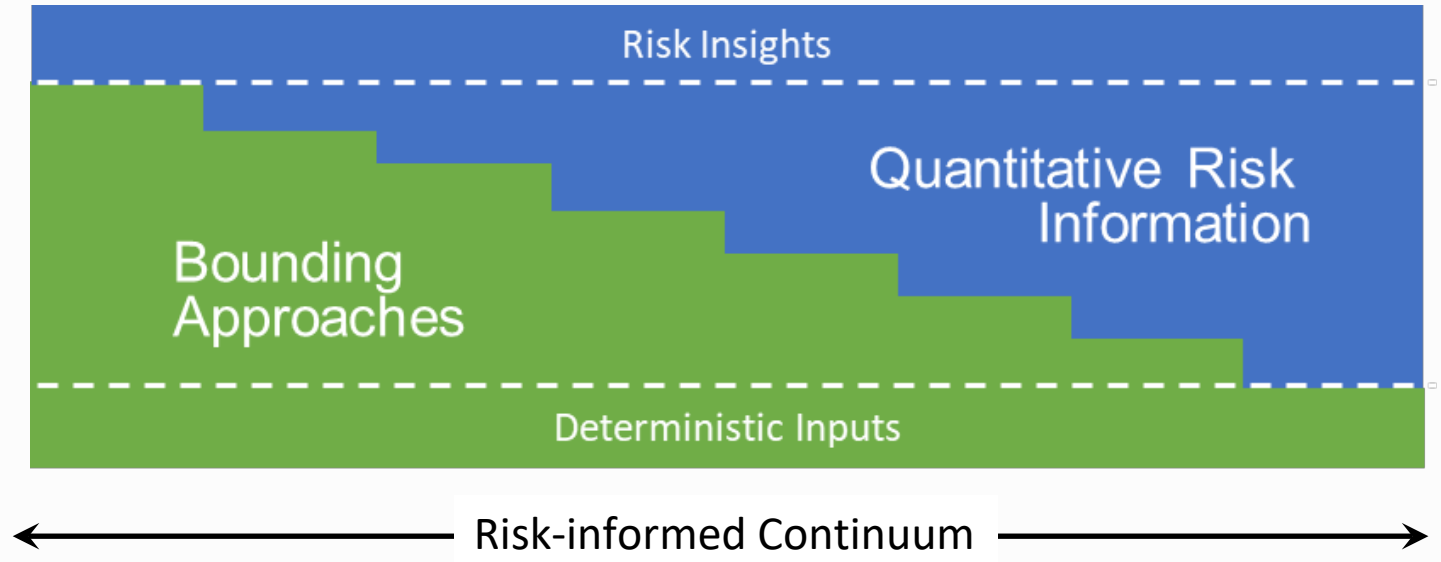 Risk Insights
Quantitative Risk
Information
Bounding
Approaches
Deterministic Inputs
Risk-informed Continuum